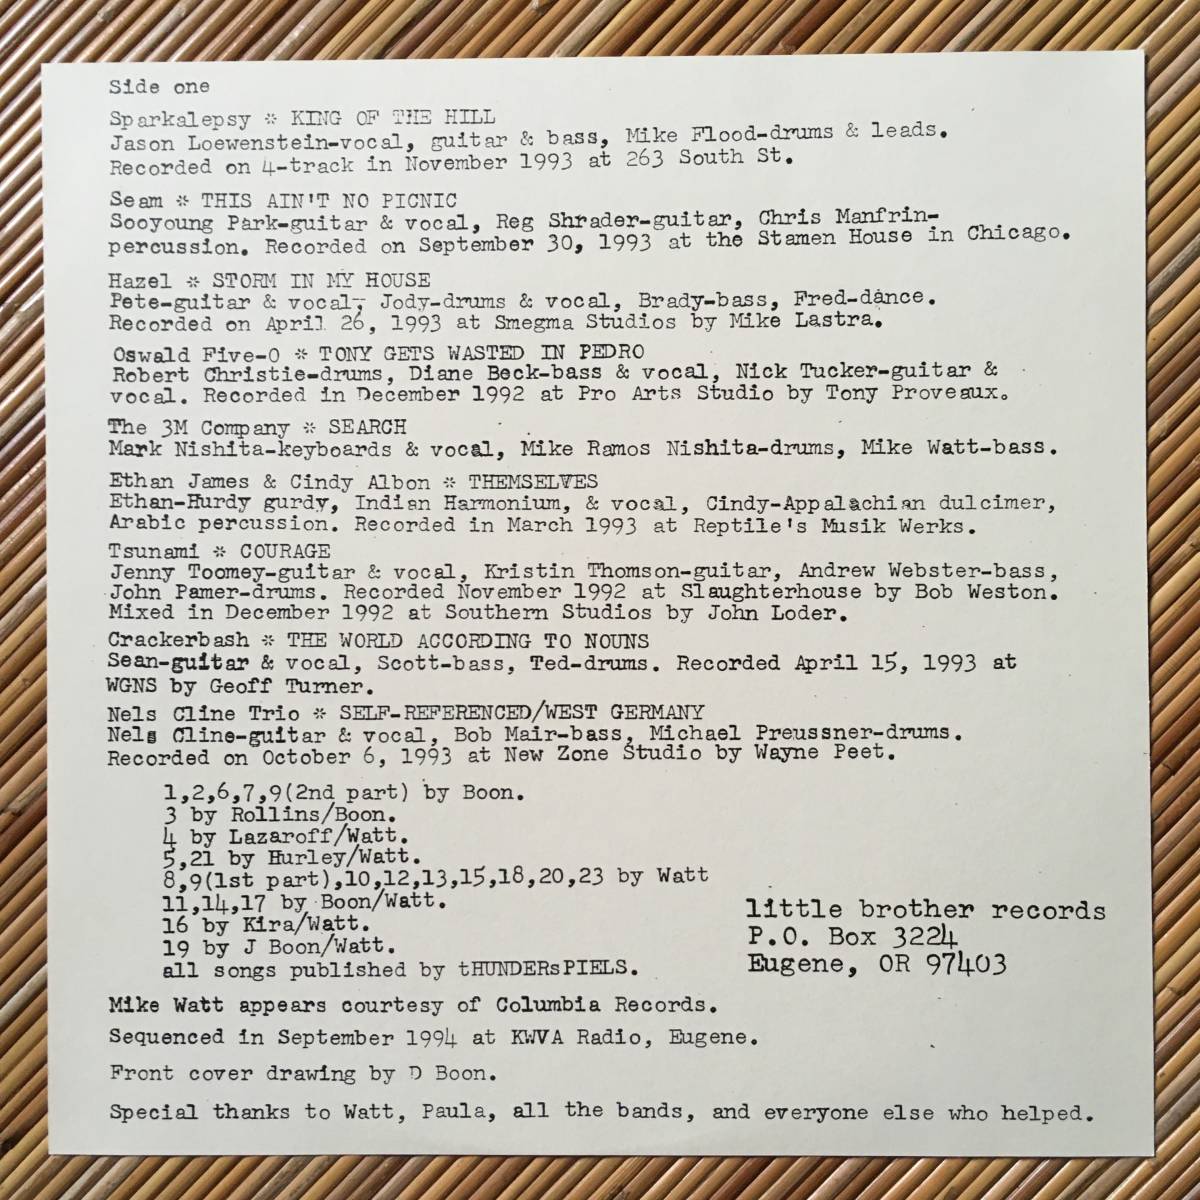 Side one
Sparkalepsy * KING OF THE HILL
Jason Loewenstein-vocal, guitar & bass, Mike Flood-drums & leads.
Recorded on 4-track in November 1993 at 263 South St.
Seam * THIS AIN'T NO PICNIC
Sooyoung Park-guitar & vocal, Reg Shrader-guitar, Chris Manfrin-
percussion. Recorded on September 30, 1993 at the Stamen House in Chicago.
Hazel * STORM IN MY HOUSE
Pete-guitar & vocal, Jody-drums & vocal, Brady-bass, Fred-dance.
Recorded on April 26, 1993 at Smegma Studios by Mike Lastra.
Oswald Five-O * TONY GETS WASTED IN PEDRO
Robert Christie-drums, Diane Beck-bass & vocal, Nick Tucker-guitar &
vocal. Recorded in December 1992 at Pro Arts Studio by Tony Proveaux.
The 3M Company * SEARCH
Mark Nishita-keyboards & vocal, Mike Ramos Nishita-drums, Mike Watt-bass.
Ethan James & Cindy Albon * THEMSELVES
Ethan-Hurdy gurdy, Indian Harmonium, & vocal, Cindy-Appalachian dulcimer,
Arabic percussion. Recorded in March 1993 at Reptile's Musik Werks.
Tsunami * COURAGE
Jenny Toomey-guitar & vocal, Kristin Thomson-guitar, Andrew Webster-bass,
John Pamer-drums. Recorded November 1992 at Slaughterhouse by Bob Weston.
Mixed in December 1992 at Southern Studios by John Loder.
Crackerbash * THE WORLD ACCORDING TO NOUNS
Sean-guitar & vocal, Scott-bass, Ted-drums. Recorded April 15, 1993 at
WGNS by Geoff Turner.
Nels Cline Trio * SELF-REFERENCED/WEST GERMANY
Nels Cline-guitar & vocal, Bob Mair-bass, Michael Preussner-drums.
Recorded on October 6, 1993 at New Zone Studio by Wayne Peet.
1,2,6,7,9(2nd part) by Boon.
3 by Rollins/Boon.
4 by Lazaroff/Watt.
5,21 by Hurley/Watt.
8,9(1st part),10,12,13,15,18,20,23 by Watt
11,14,17 by Boon/Watt.
16 by Kira/Watt.
19 by J Boon/Watt.
all songs published by tHUNDERsPIELS.
little brother records
P.O. Box 3224
Eugene, OR 97403
Mike Watt appears courtesy of Columbia Records.
Sequenced in September 1994 at KWVA Radio, Eugene.
Front cover drawing by D Boon.
Special thanks to Watt, Paula, all the bands, and everyone else who helped.